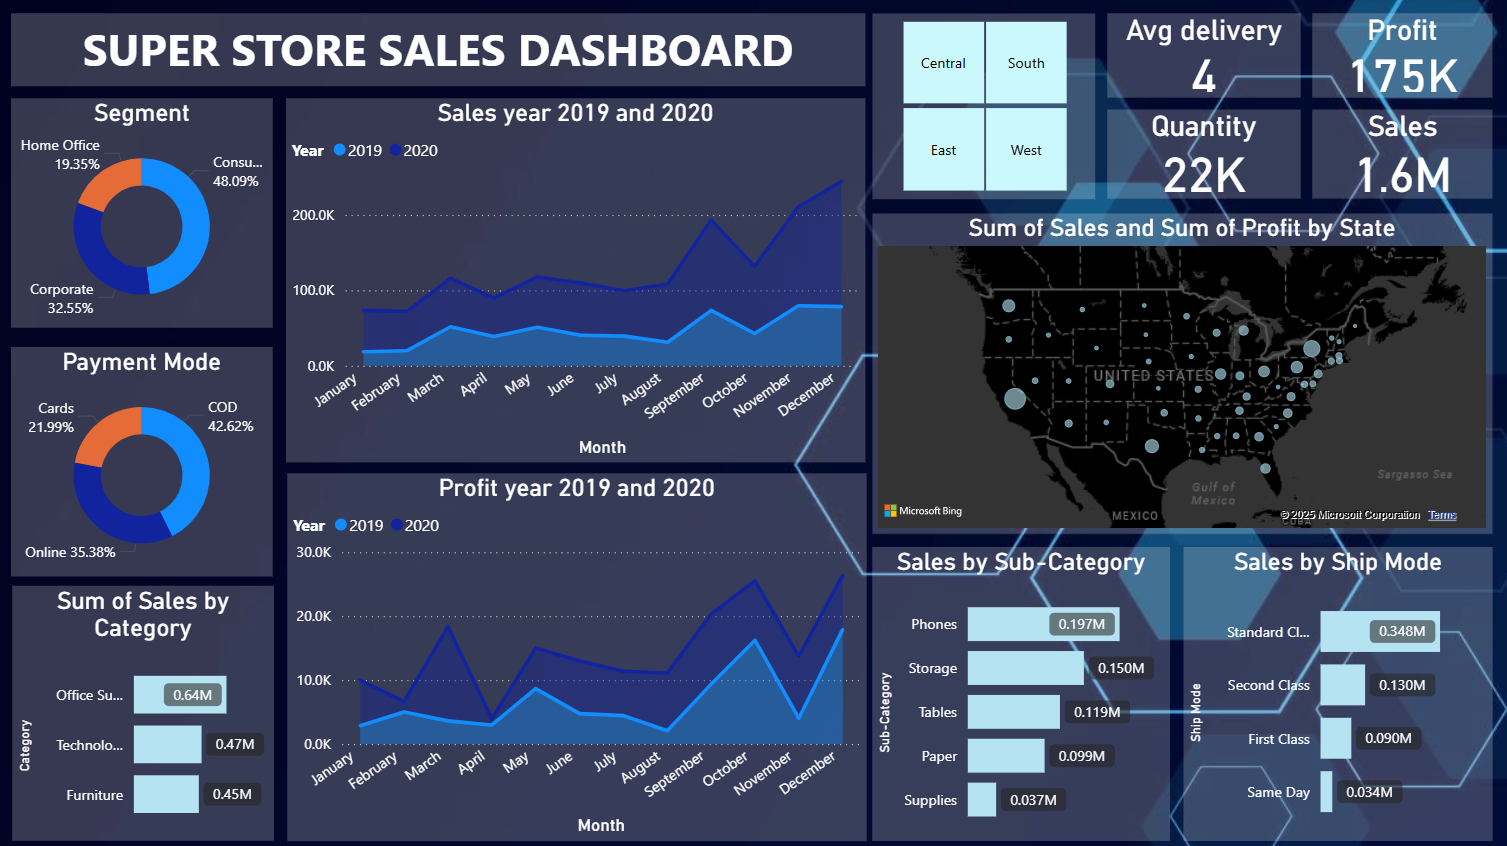 SUPER STORE SALES DASHBOARD
Central
South
East
West
Avg delivery
4
Profit
175K
Quantity
22K
Sales
1.6M
Segment
Home Office
19.35%
Consu...
48.09%
Corporate
32.55%
Sales year 2019 and 2020
Year 2019 2020
200.0K
100.0K
0.0K
January
February
March
April
May
June
July
August
September
October
November
December
Month
Sum of Sales and Sum of Profit by State
UNITED STATES
Sargasso Sea
Gulf of
Mexico
MEXICO
CUBA
Microsoft Bing
© 2025 Microsoft Corporation Terms
Payment Mode
Cards
21.99%
COD
42.62%
Online 35.38%
Profit year 2019 and 2020
Year 2019 2020
30.0K
20.0K
10.0K
0.0K
January
February
March
April
May
June
July
August
September
October
November
December
Month
Sum of Sales by
Category
Category
Office Su... 0.64M
Technolo... 0.47M
Furniture 0.45M
Sales by Sub-Category
Sub-Category
Phones 0.197M
Storage 0.150M
Tables 0.119M
Paper 0.099M
Supplies 0.037M
Sales by Ship Mode
Ship Mode
Standard Cl... 0.348M
Second Class 0.130M
First Class 0.090M
Same Day 0.034M